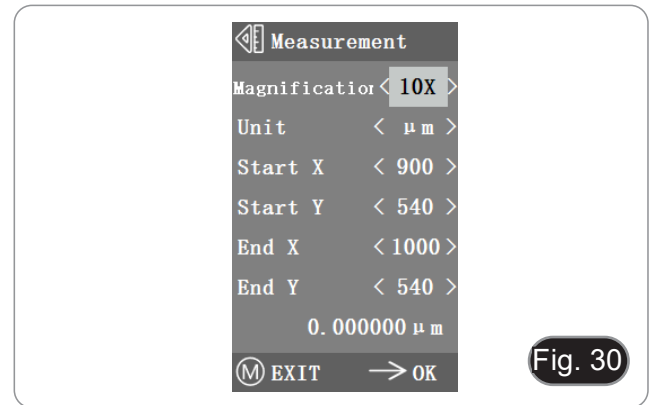 Measurement
Magnification < 10X >
Unit < μm >
Start X < 900 >
Start Y < 540 >
End X < 1000 >
End Y < 540 >
0.000000 μm
M EXIT → OK
Fig. 30